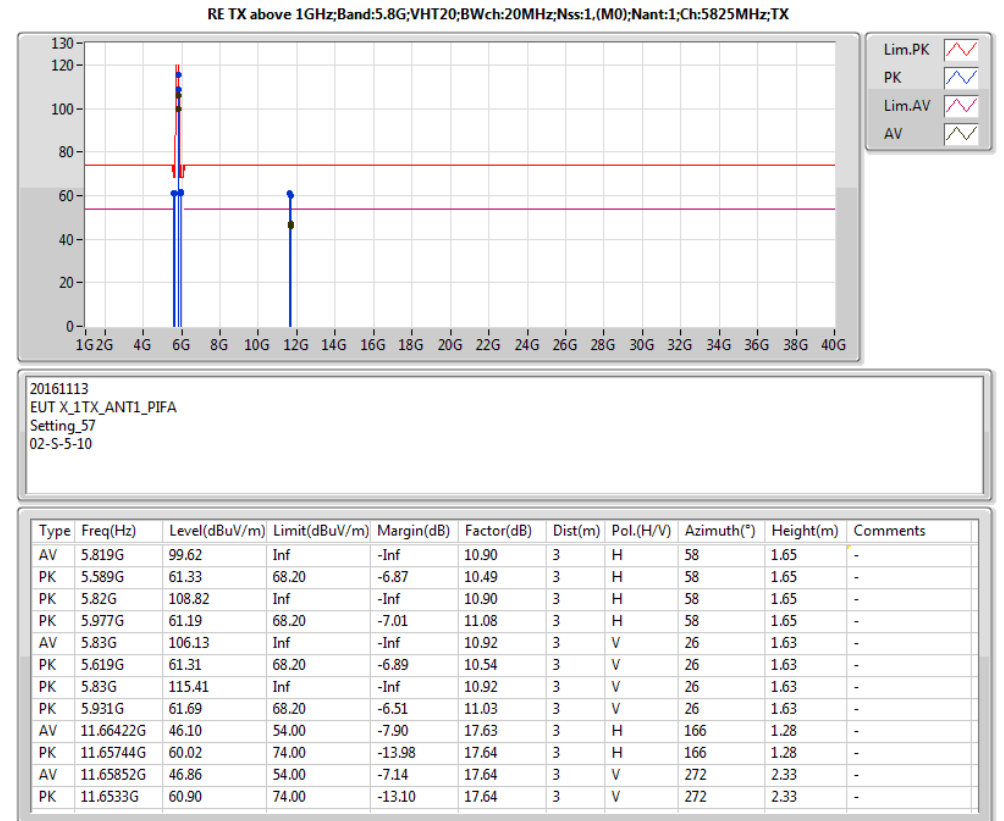 RE TX above 1GHz;Band:5.8G;VHT20;BWch:20MHz;Nss:1,(M0);Nant:1;Ch:5825MHz;TX
130
120
100
80
60
40
20
0
1G 2G 4G 6G 8G 10G 12G 14G 16G 18G 20G 22G 24G 26G 28G 30G 32G 34G 36G 38G 40G
Lim.PK
PK
Lim.AV
AV
20161113
EUT X_1TX_ANT1_PIFA
Setting_57
02-S-5-10
Type Freq(Hz) Level(dBuV/m) Limit(dBuV/m) Margin(dB) Factor(dB) Dist(m) Pol.(H/V) Azimuth(°) Height(m) Comments
AV 5.819G 99.62 Inf -Inf 10.90 3 H 58 1.65 -
PK 5.589G 61.33 68.20 -6.87 10.49 3 H 58 1.65 -
PK 5.82G 108.82 Inf -Inf 10.90 3 H 58 1.65 -
PK 5.977G 61.19 68.20 -7.01 11.08 3 H 58 1.65 -
AV 5.83G 106.13 Inf -Inf 10.92 3 V 26 1.63 -
PK 5.619G 61.31 68.20 -6.89 10.54 3 V 26 1.63 -
PK 5.83G 115.41 Inf -Inf 10.92 3 V 26 1.63 -
PK 5.931G 61.69 68.20 -6.51 11.03 3 V 26 1.63 -
AV 11.66422G 46.10 54.00 -7.90 17.63 3 H 166 1.28 -
PK 11.65744G 60.02 74.00 -13.98 17.64 3 H 166 1.28 -
AV 11.65852G 46.86 54.00 -7.14 17.64 3 V 272 2.33 -
PK 11.6533G 60.90 74.00 -13.10 17.64 3 V 272 2.33 -